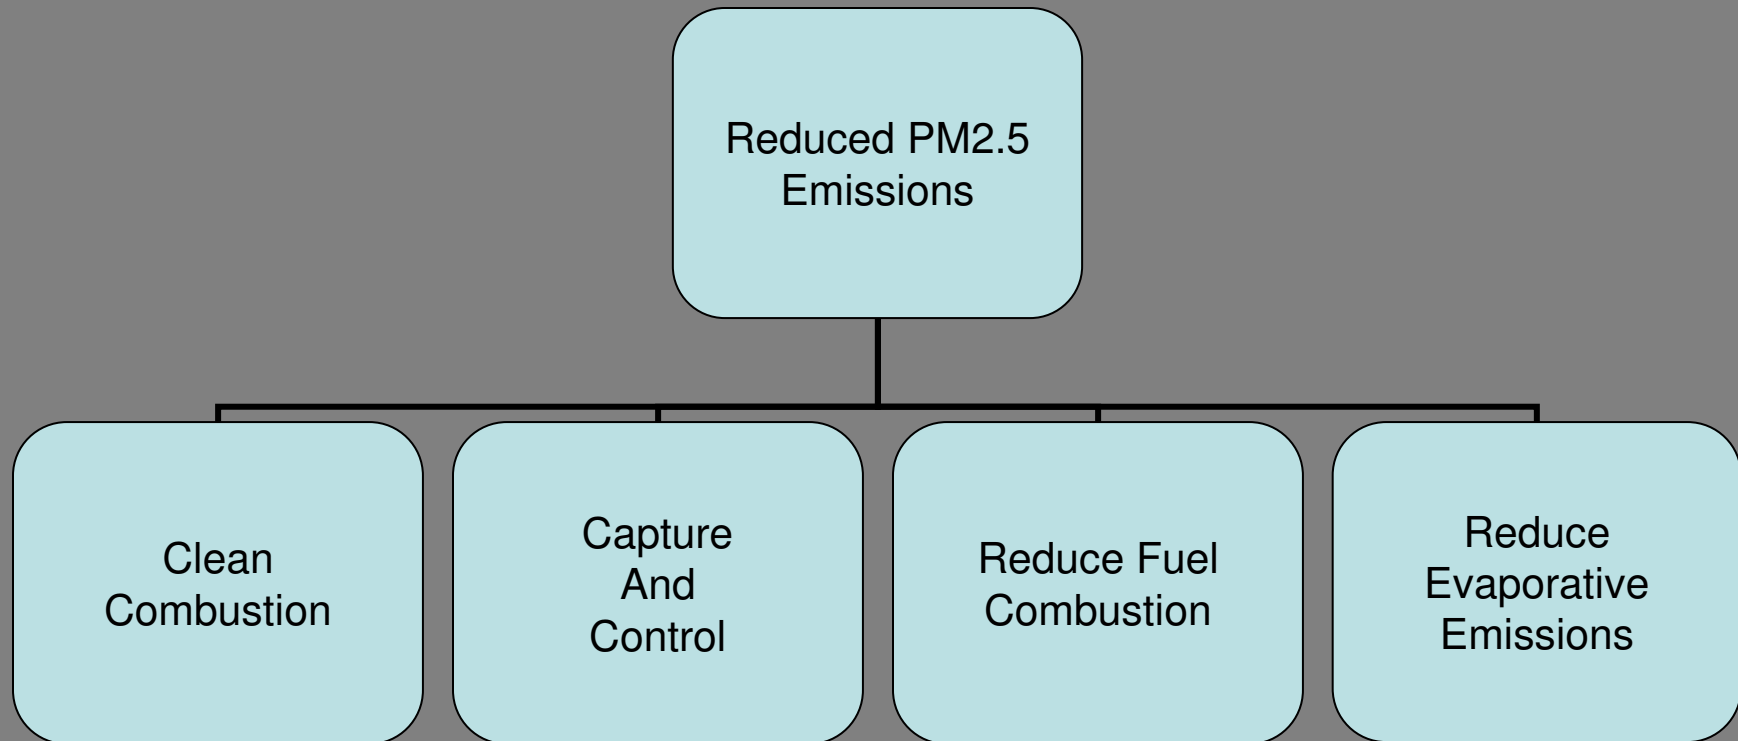 Reduced PM2.5
Emissions
Clean
Combustion
Capture
And
Control
Reduce Fuel
Combustion
Reduce
Evaporative
Emissions